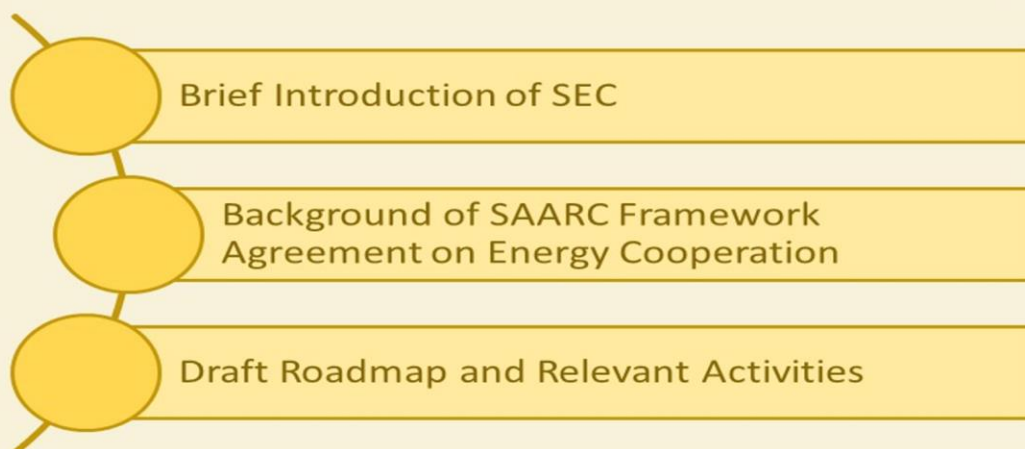 Brief Introduction of SEC
Background of SAARC Framework
Agreement on Energy Cooperation
Draft Roadmap and Relevant Activities